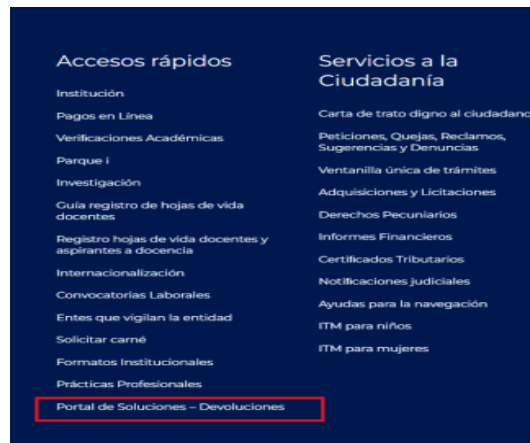 Accesos rápidos
Institución
Pagos en Línea
Verificaciones Académicas
Parque i
Investigación
Guía registro de hojas de vida
docentes
Registro hojas de vida docentes y
aspirantes a docencia
Internacionalización
Convocatorias Laborales
Entes que vigilan la entidad
Solicitar carné
Formatos Institucionales
Prácticas Profesionales
Portal de Soluciones – Devoluciones
Servicios a la
Ciudadanía
Carta de trato digno al ciudadano
Peticiones, Quejas, Reclamos,
Sugerencias y Denuncias
Ventanilla única de trámites
Adquisiciones y Licitaciones
Derechos Pecuniarios
Informes Financieros
Certificados Tributarios
Notificaciones judiciales
Ayudas para la navegación
ITM para niños
ITM para mujeres